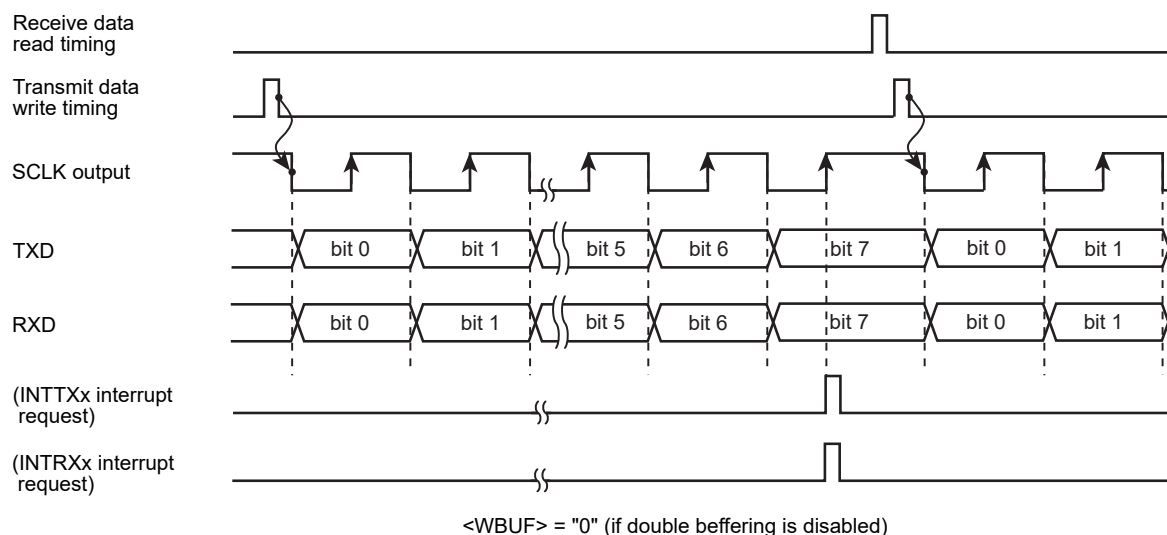 Receive data
read timing
Transmit data
write timing
SCLK output
TXD
bit 0
bit 1
bit 5
bit 6
bit 7
bit 0
bit 1
RXD
bit 0
bit 1
bit 5
bit 6
bit 7
bit 0
bit 1
(INTTXx interrupt
request)
(INTRXx interrupt
request)
<WBUF> = "0" (if double beffering is disabled)